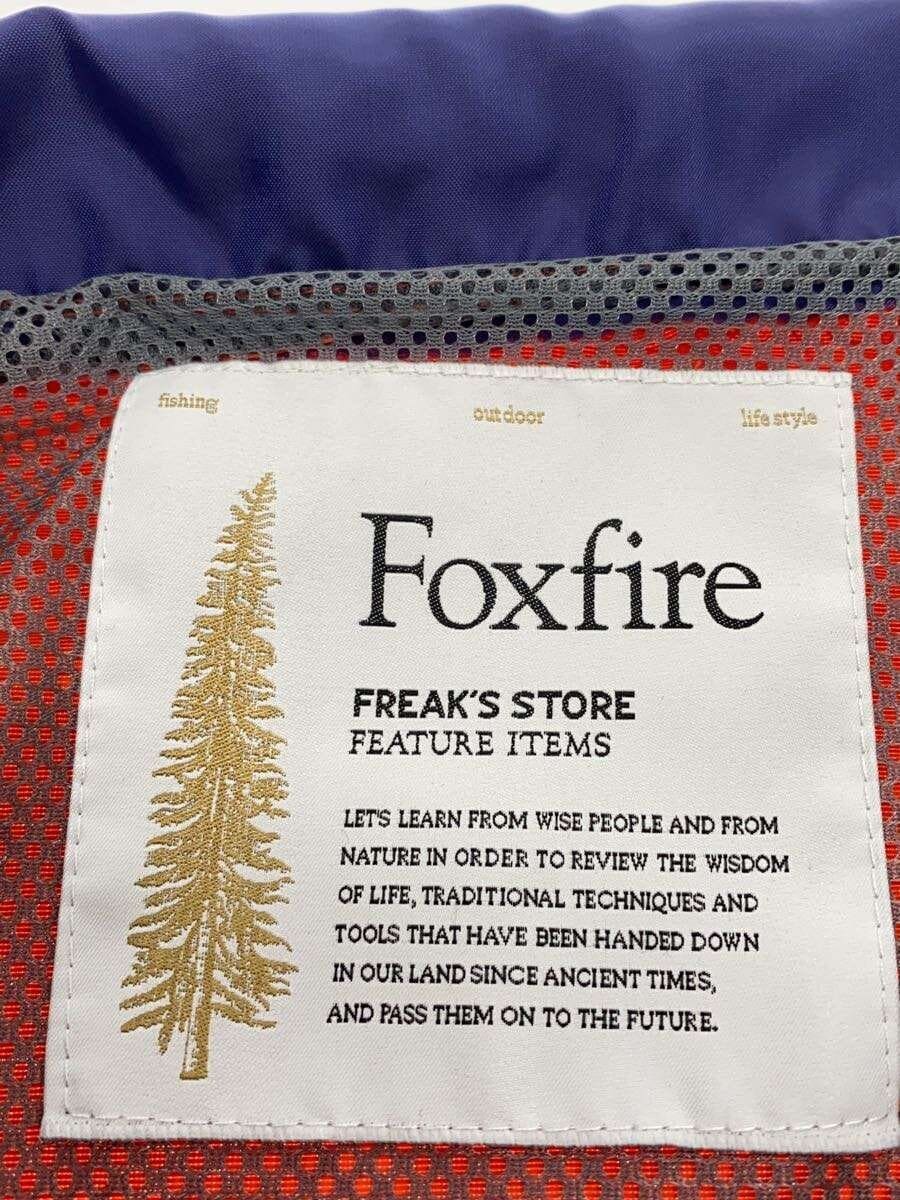 fishing outdoor life style
Foxfire
FREAK'S STORE
FEATURE ITEMS
LET'S LEARN FROM WISE PEOPLE AND FROM
NATURE IN ORDER TO REVIEW THE WISDOM
OF LIFE, TRADITIONAL TECHNIQUES AND
TOOLS THAT HAVE BEEN HANDED DOWN
IN OUR LAND SINCE ANCIENT TIMES,
AND PASS THEM ON TO THE FUTURE.